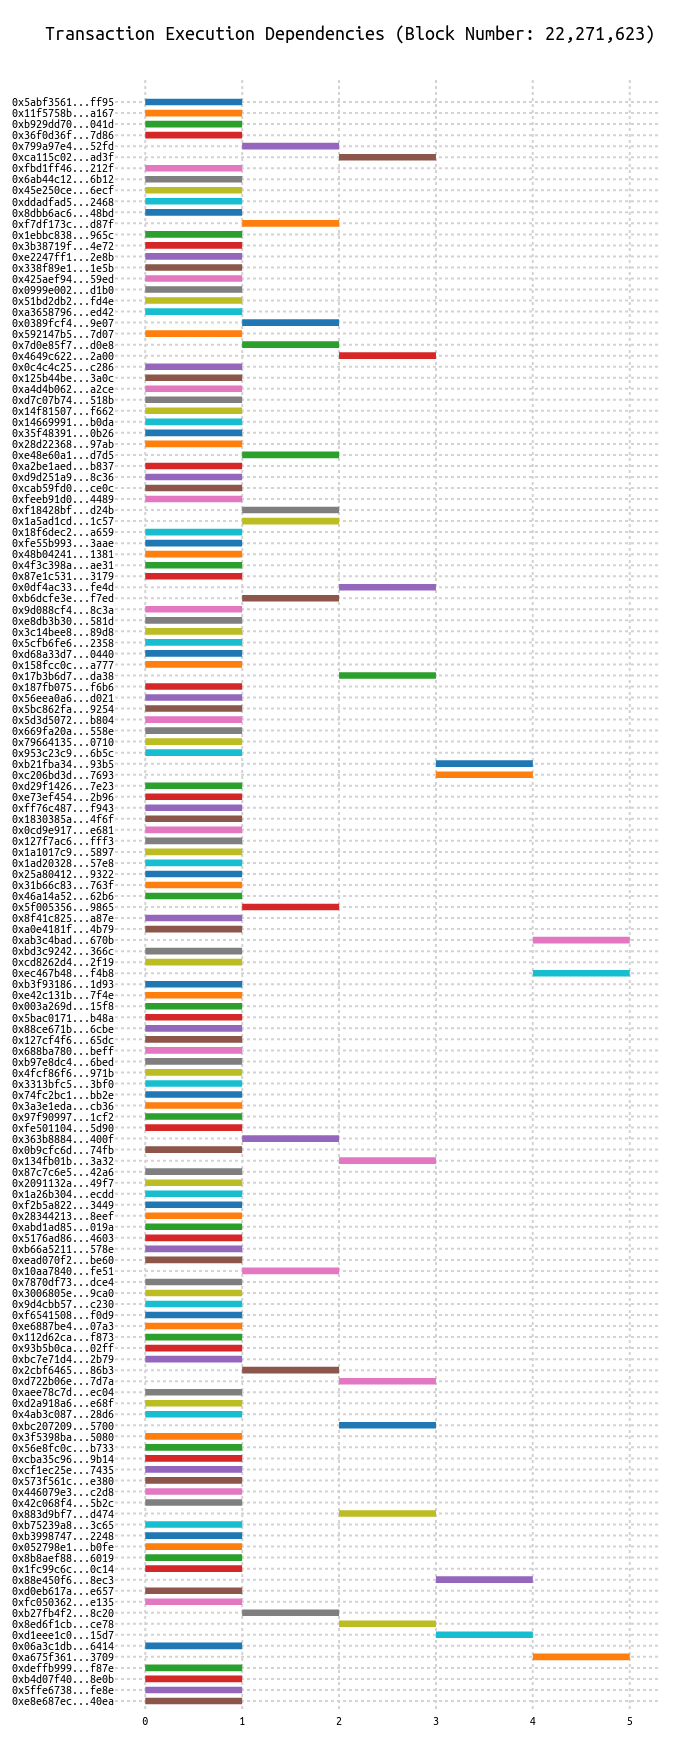 Transaction Execution Dependencies (Block Number: 22,271,623)
0x5abf3561...ff95
0x11f5758b...a167
0xb929dd70...041d
0x36f0d36f...7d86
0x799a97e4...52fd
0xca115c02...ad3f
0xfbd1ff46...212f
0x6ab44c12...6b12
0x45e250ce...6ecf
0xddadfad5...2468
0x8dbb6ac6...48bd
0xf7df173c...d87f
0x1ebbc838...965c
0x3b38719f...4e72
0xe2247ff1...2e8b
0x338f89e1...1e5b
0x425aef94...59ed
0x0999e002...d1b0
0x51bd2db2...fd4e
0xa3658796...ed42
0x0389fcf4...9e07
0x592147b5...7d07
0x7d0e85f7...d0e8
0x4649c622...2a00
0x0c4c4c25...c286
0x125b44be...3a0c
0xa4d4b062...a2ce
0xd7c07b74...518b
0x14f81507...f662
0x14669991...b0da
0x35f48391...0b26
0x28d22368...97ab
0xe48e60a1...d7d5
0xa2be1aed...b837
0xd9d251a9...8c36
0xcab59fd0...ce0c
0xfeeb91d0...4489
0xf18428bf...d24b
0x1a5ad1cd...1c57
0x18f6dec2...a659
0xfe55b993...3aae
0x48b04241...1381
0x4f3c398a...ae31
0x87e1c531...3179
0x0df4ac33...fe4d
0xb6dcfe3e...f7ed
0x9d088cf4...8c3a
0xe8db3b30...581d
0x3c14bee8...89d8
0x5cfb6fe6...2358
0xd68a33d7...0440
0x158fcc0c...a777
0x17b3b6d7...da38
0x187fb075...f6b6
0x56eea0a6...d021
0x5bc862fa...9254
0x5d3d5072...b804
0x669fa20a...558e
0x79664135...0710
0x953c23c9...6b5c
0xb21fba34...93b5
0xc206bd3d...7693
0xd29f1426...7e23
0xe73ef454...2b96
0xff76c487...f943
0x1830385a...4f6f
0x0cd9e917...e681
0x127f7ac6...fff3
0x1a1017c9...5897
0x1ad20328...57e8
0x25a80412...9322
0x31b66c83...763f
0x46a14a52...62b6
0x5f005356...9865
0x8f41c825...a87e
0xa0e4181f...4b79
0xab3c4bad...670b
0xbd3c9242...366c
0xcd8262d4...2f19
0xec467b48...f4b8
0xb3f93186...1d93
0xe42c131b...7f4e
0x003a269d...15f8
0x5bac0171...b48a
0x88ce671b...6cbe
0x127cf4f6...65dc
0x688ba780...beff
0xb97e8dc4...6bed
0x4fcf86f6...971b
0x3313bfc5...3bf0
0x74fc2bc1...bb2e
0x3a3e1eda...cb36
0x97f90997...1cf2
0xfe501104...5d90
0x363b8884...400f
0x0b9cfc6d...74fb
0x134fb01b...3a32
0x87c7c6e5...42a6
0x2091132a...49f7
0x1a26b304...ecdd
0xf2b5a822...3449
0x28344213...8eef
0xabd1ad85...019a
0x5176ad86...4603
0xb66a5211...578e
0xead070f2...be60
0x10aa7840...fe51
0x7870df73...dce4
0x3006805e...9ca0
0x9d4cbb57...c230
0xf6541508...f0d9
0xe6887be4...07a3
0x112d62ca...f873
0x93b5b0ca...02ff
0xbc7e71d4...2b79
0x2cbf6465...86b3
0xd722b06e...7d7a
0xaee78c7d...ec04
0xd2a918a6...e68f
0x4ab3c087...28d6
0xbc207209...5700
0x3f5398ba...5080
0x56e8fc0c...b733
0xcba35c96...9b14
0xcf1ec25e...7435
0x573f561c...e380
0x446079e3...c2d8
0x42c068f4...5b2c
0x883d9bf7...d474
0xb75239a8...3c65
0xb3998747...2248
0x052798e1...b0fe
0x8b8aef88...6019
0x1fc99c6c...0c14
0x88e450f6...8ec3
0xd0eb617a...e657
0xfc050362...e135
0xb27fb4f2...8c20
0x8ed6f1cb...ce78
0xd1eee1c0...15d7
0x06a3c1db...6414
0xa675f361...3709
0xdeffb999...f87e
0xb4d07f40...8e0b
0x5ffe6738...fe8e
0xe8e687ec...40ea
0 1 2 3 4 5